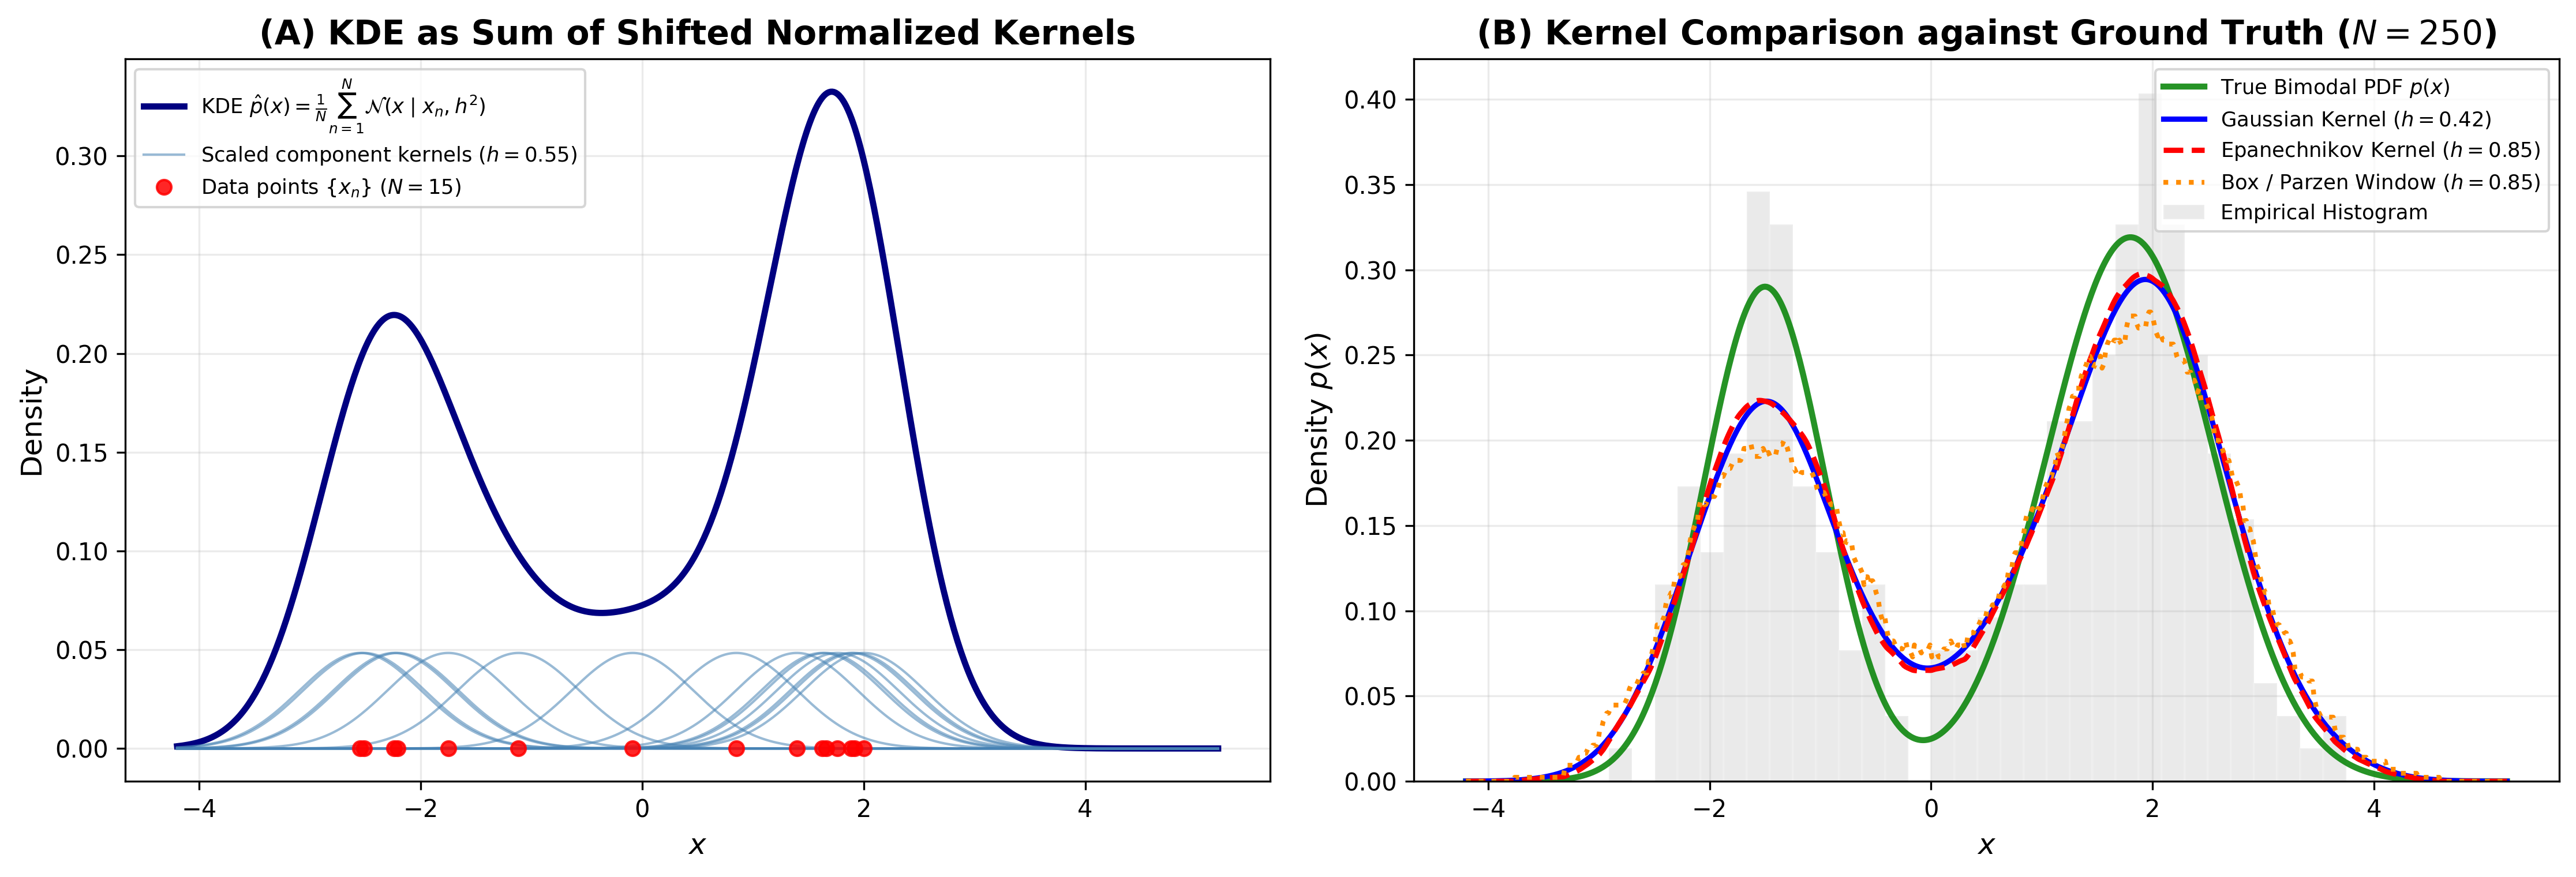 (A) KDE as Sum of Shifted Normalized Kernels
KDE p̂(x) = 1/N ∑_{n=1}^{N} 𝒩(x | x_n, h²)
Scaled component kernels (h = 0.55)
Data points {x_n} (N = 15)
Density
0.30
0.25
0.20
0.15
0.10
0.05
0.00
−4 −2 0 2 4
x
(B) Kernel Comparison against Ground Truth (N = 250)
True Bimodal PDF p(x)
Gaussian Kernel (h = 0.42)
Epanechnikov Kernel (h = 0.85)
Box / Parzen Window (h = 0.85)
Empirical Histogram
Density p(x)
0.40
0.35
0.30
0.25
0.20
0.15
0.10
0.05
0.00
−4 −2 0 2 4
x